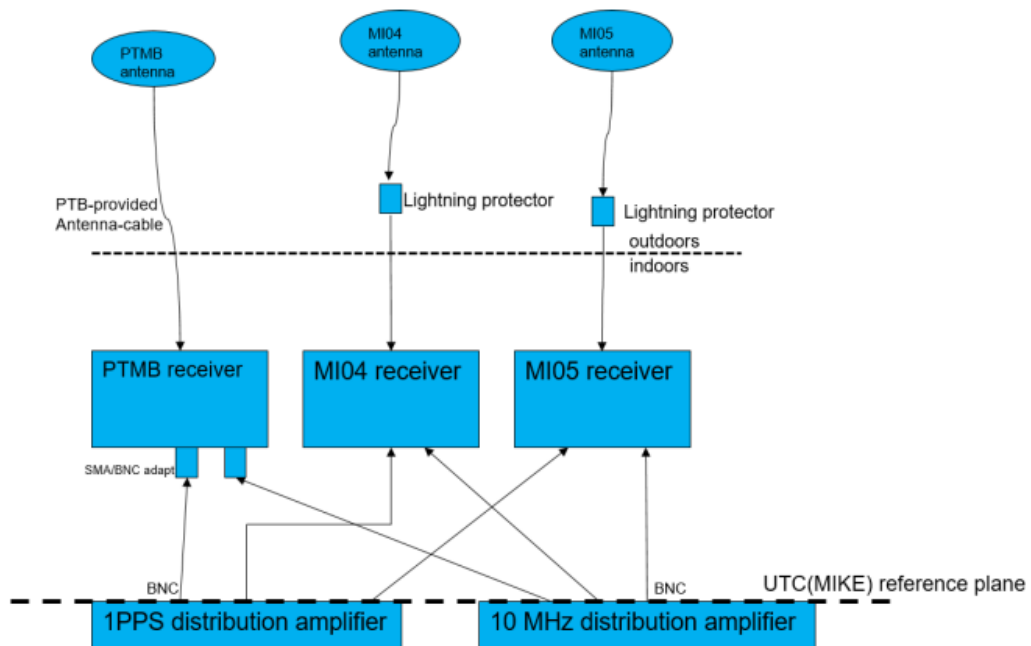 PTMB
antenna
MI04
antenna
MI05
antenna
PTB-provided
Antenna-cable
Lightning protector
Lightning protector
outdoors
indoors
PTMB receiver
MI04 receiver
MI05 receiver
SMA/BNC adapt
BNC
BNC
UTC(MIKE) reference plane
1PPS distribution amplifier
10 MHz distribution amplifier